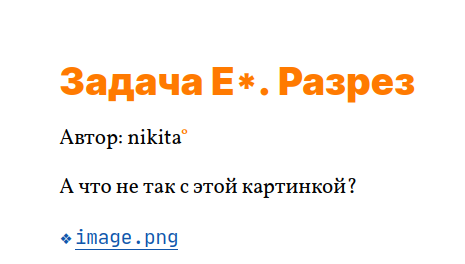 Задача E*. Разрез
Автор: nikita°
А что не так с этой картинкой?
❖ image.png